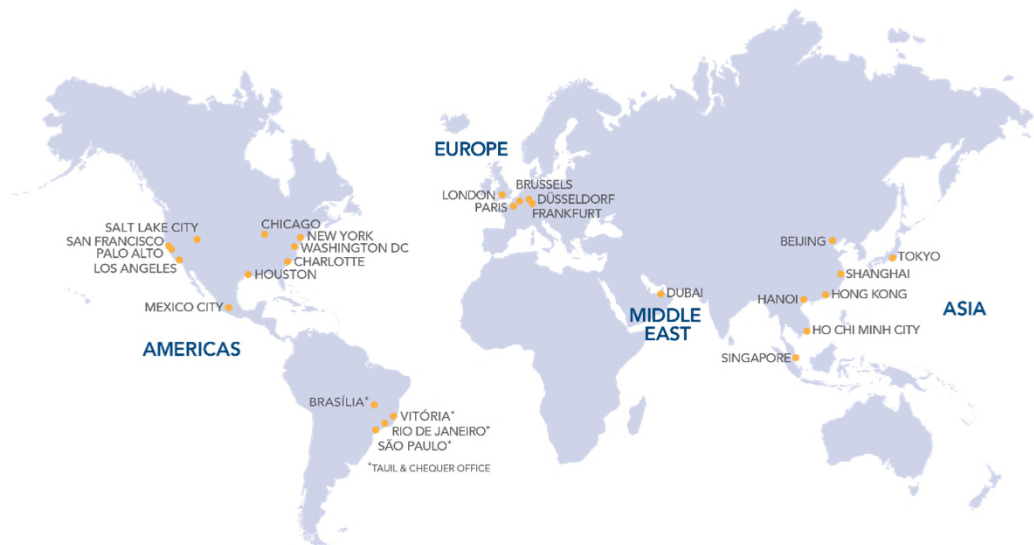 EUROPE
BRUSSELS
LONDON
DÜSSELDORF
PARIS
FRANKFURT
SALT LAKE CITY
CHICAGO
SAN FRANCISCO
NEW YORK
PALO ALTO
WASHINGTON DC
LOS ANGELES
CHARLOTTE
HOUSTON
MEXICO CITY
AMERICAS
BRASÍLIA*
VITÓRIA*
RIO DE JANEIRO*
SÃO PAULO*
*TAUIL & CHEQUER OFFICE
DUBAI
MIDDLE
EAST
BEIJING
TOKYO
SHANGHAI
HANOI
HONG KONG
ASIA
HO CHI MINH CITY
SINGAPORE